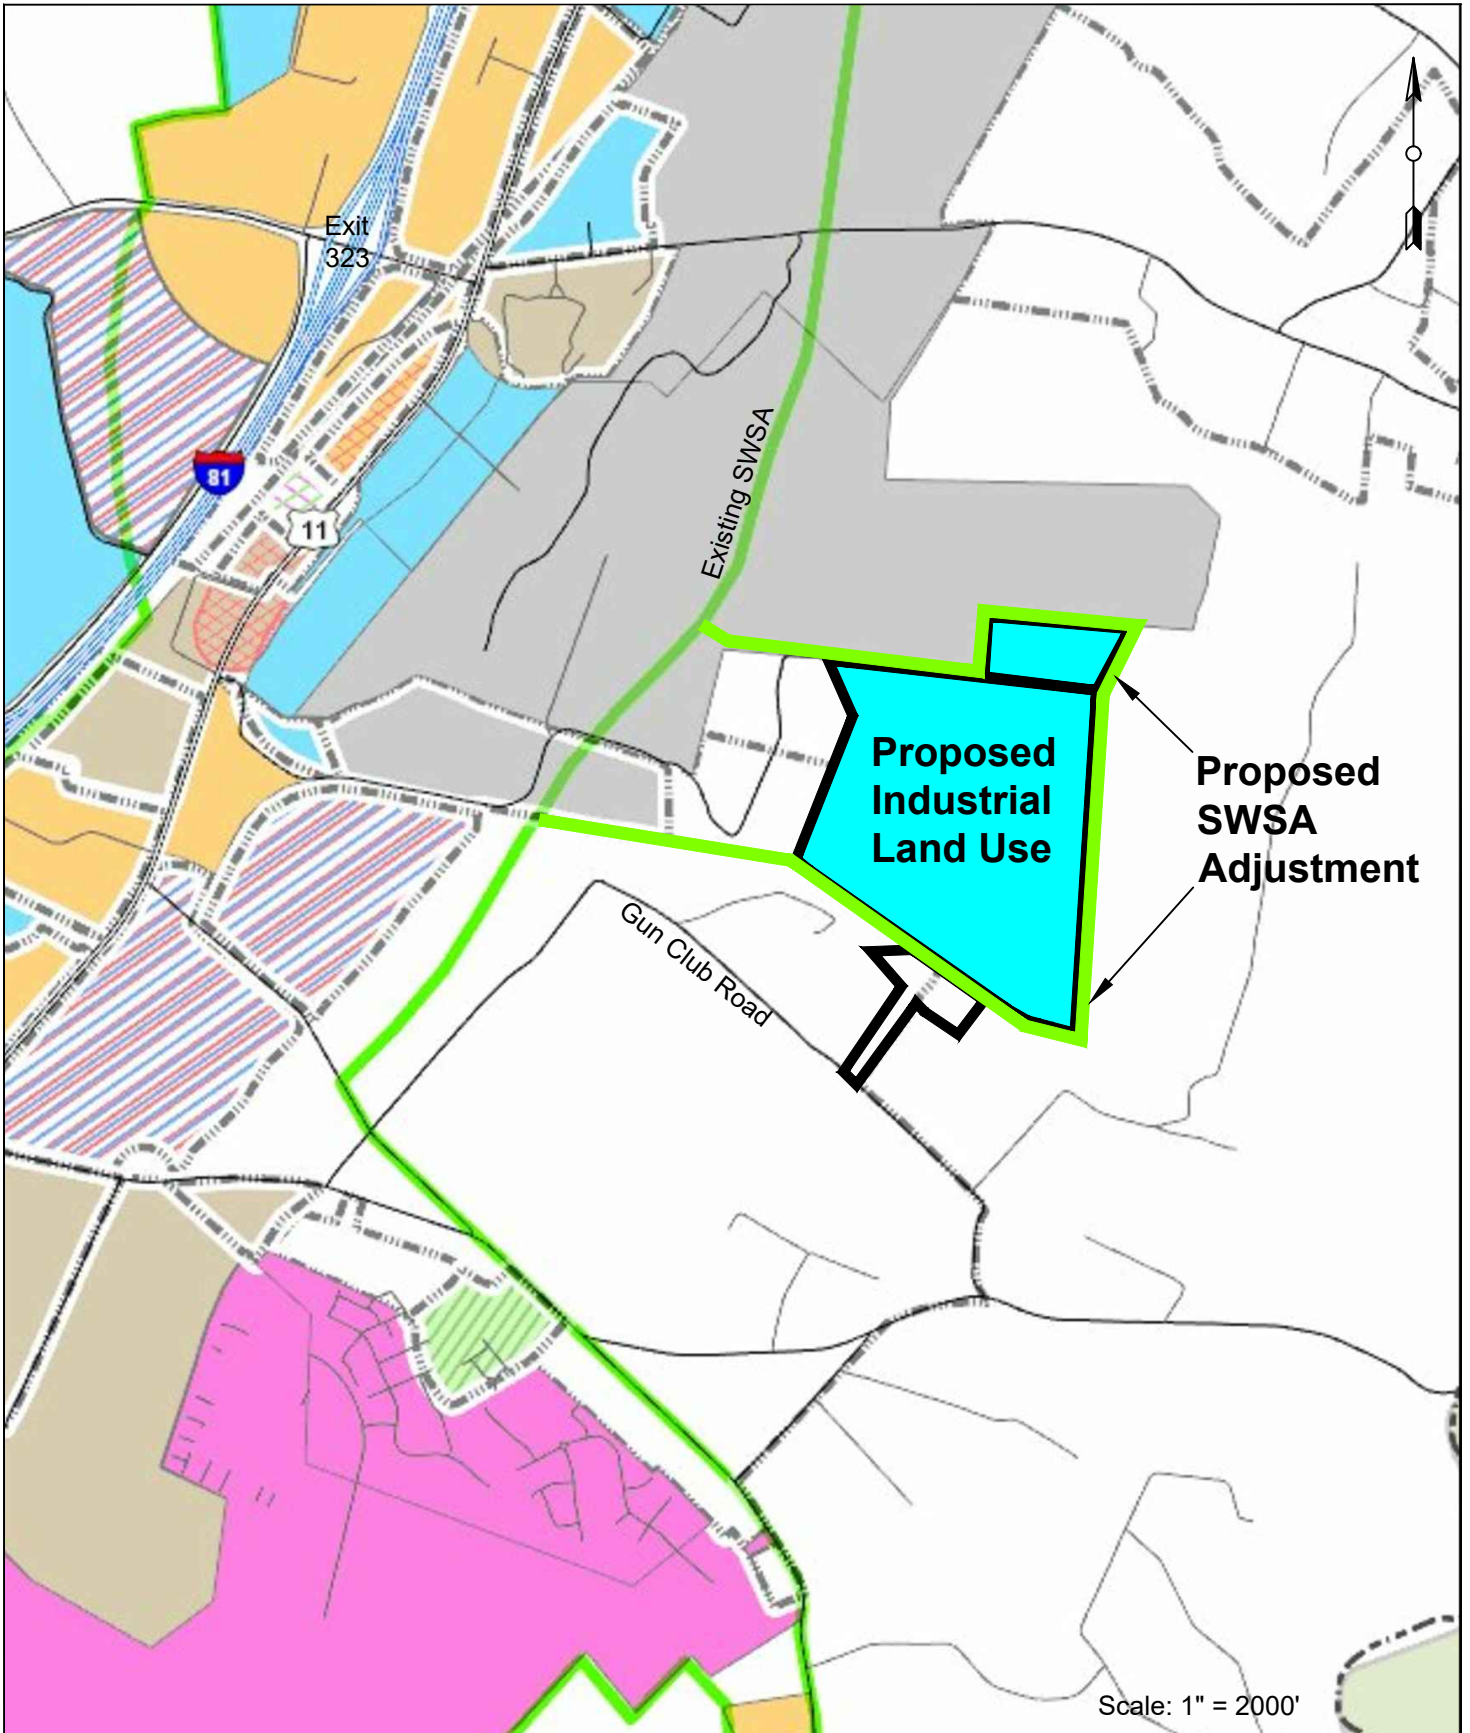 Exit
323
81
11
Existing SWSA
Proposed
Industrial
Land Use
Proposed
SWSA
Adjustment
Gun Club Road
Scale: 1" = 2000'